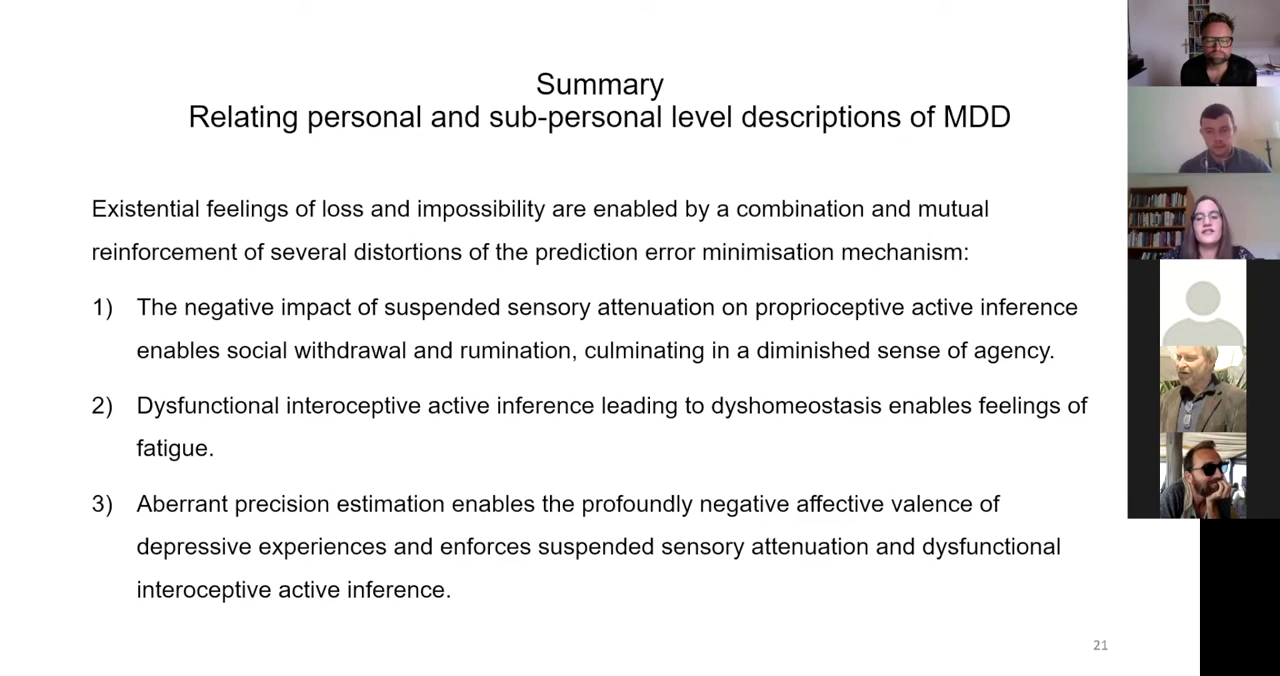 Summary
Relating personal and sub-personal level descriptions of MDD
Existential feelings of loss and impossibility are enabled by a combination and mutual
reinforcement of several distortions of the prediction error minimisation mechanism:
1) The negative impact of suspended sensory attenuation on proprioceptive active inference
enables social withdrawal and rumination, culminating in a diminished sense of agency.
2) Dysfunctional interoceptive active inference leading to dyshomeostasis enables feelings of
fatigue.
3) Aberrant precision estimation enables the profoundly negative affective valence of
depressive experiences and enforces suspended sensory attenuation and dysfunctional
interoceptive active inference.
21